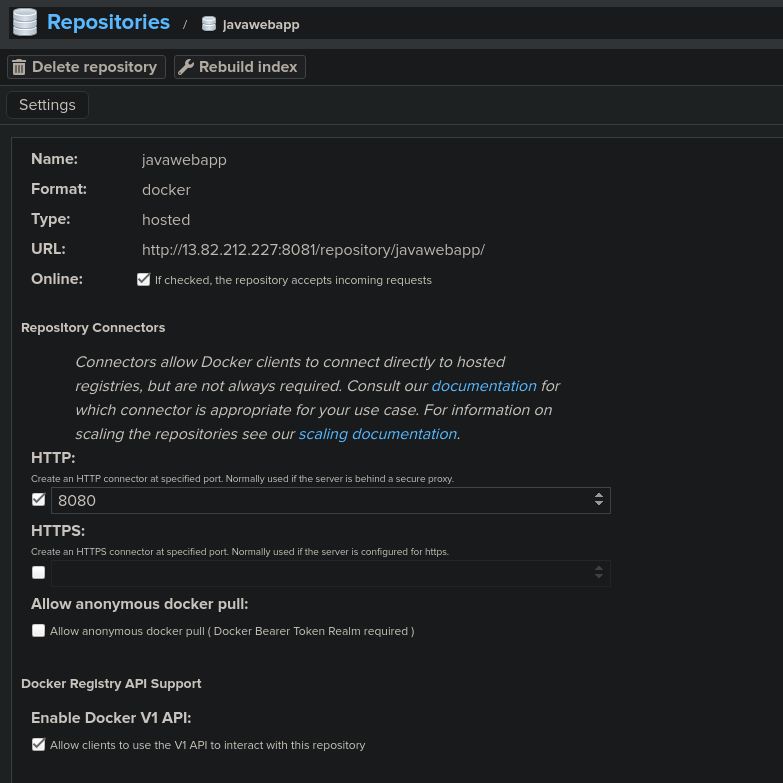 Repositories / javawebapp
Delete repository Rebuild index
Settings
Name: javawebapp
Format: docker
Type: hosted
URL: http://13.82.212.227:8081/repository/javawebapp/
Online: If checked, the repository accepts incoming requests
Repository Connectors
Connectors allow Docker clients to connect directly to hosted
registries, but are not always required. Consult our documentation for
which connector is appropriate for your use case. For information on
scaling the repositories see our scaling documentation.
HTTP:
Create an HTTP connector at specified port. Normally used if the server is behind a secure proxy.
8080
HTTPS:
Create an HTTPS connector at specified port. Normally used if the server is configured for https.
Allow anonymous docker pull:
Allow anonymous docker pull ( Docker Bearer Token Realm required )
Docker Registry API Support
Enable Docker V1 API:
Allow clients to use the V1 API to interact with this repository